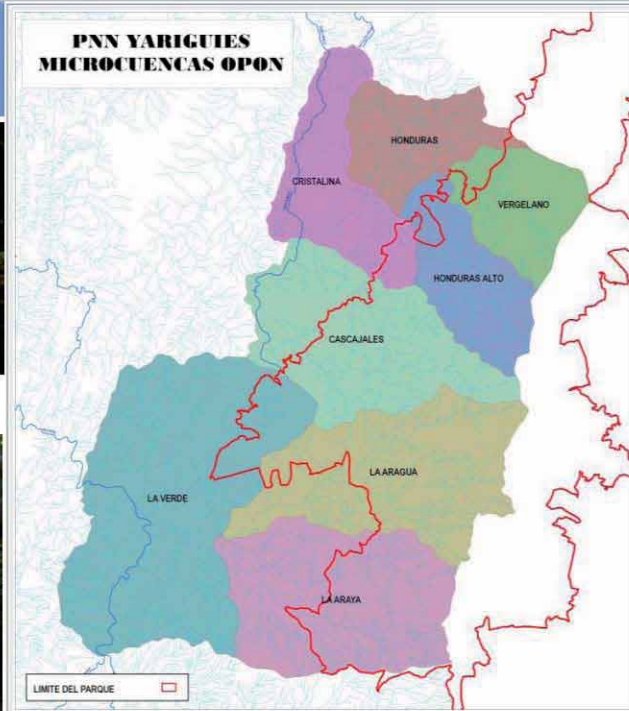 PNN YARIGUIES
MICROCUENCAS OPON
HONDURAS
CRISTALINA
VERGELANO
HONDURAS ALTO
CASCAJALES
LA ARAGUA
LA VERDE
LA ARAYA
LIMITE DEL PARQUE